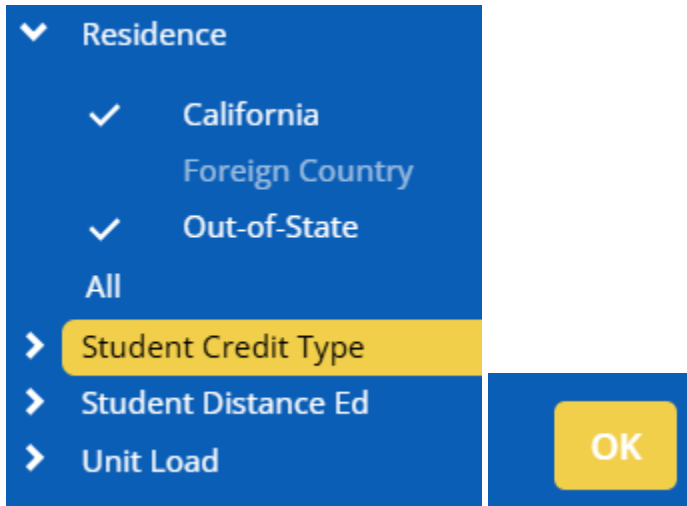 Residence
California
Foreign Country
Out-of-State
All
Student Credit Type
Student Distance Ed
Unit Load
OK